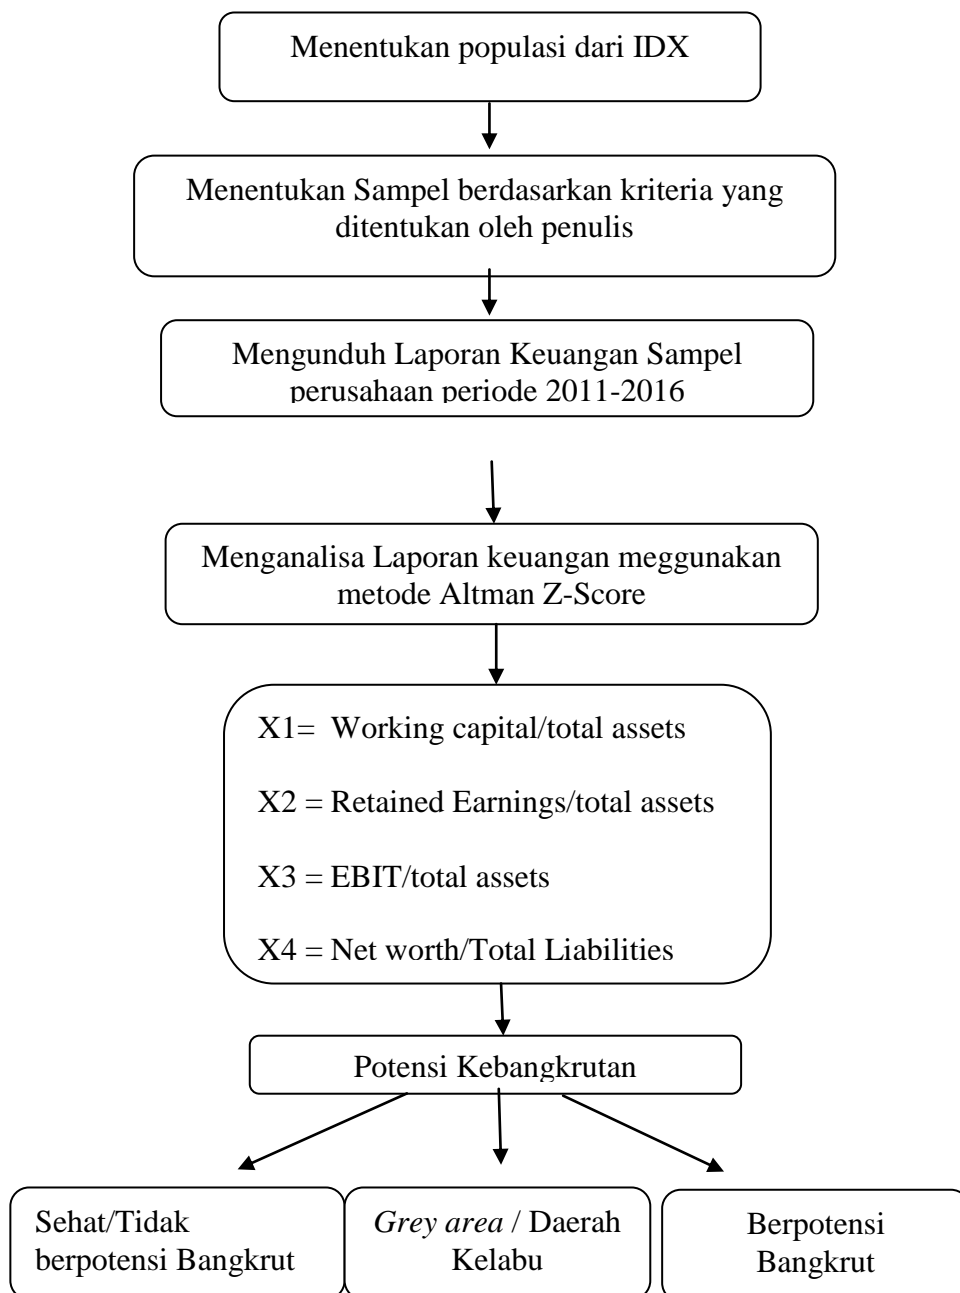 Menentukan populasi dari IDX
Menentukan Sampel berdasarkan kriteria yang
ditentukan oleh penulis
Mengunduh Laporan Keuangan Sampel
perusahaan periode 2011-2016
Menganalisa Laporan keuangan meggunakan
metode Altman Z-Score
X1= Working capital/total assets
X2 = Retained Earnings/total assets
X3 = EBIT/total assets
X4 = Net worth/Total Liabilities
Potensi Kebangkrutan
Sehat/Tidak
berpotensi Bangkrut
Grey area / Daerah
Kelabu
Berpotensi
Bangkrut